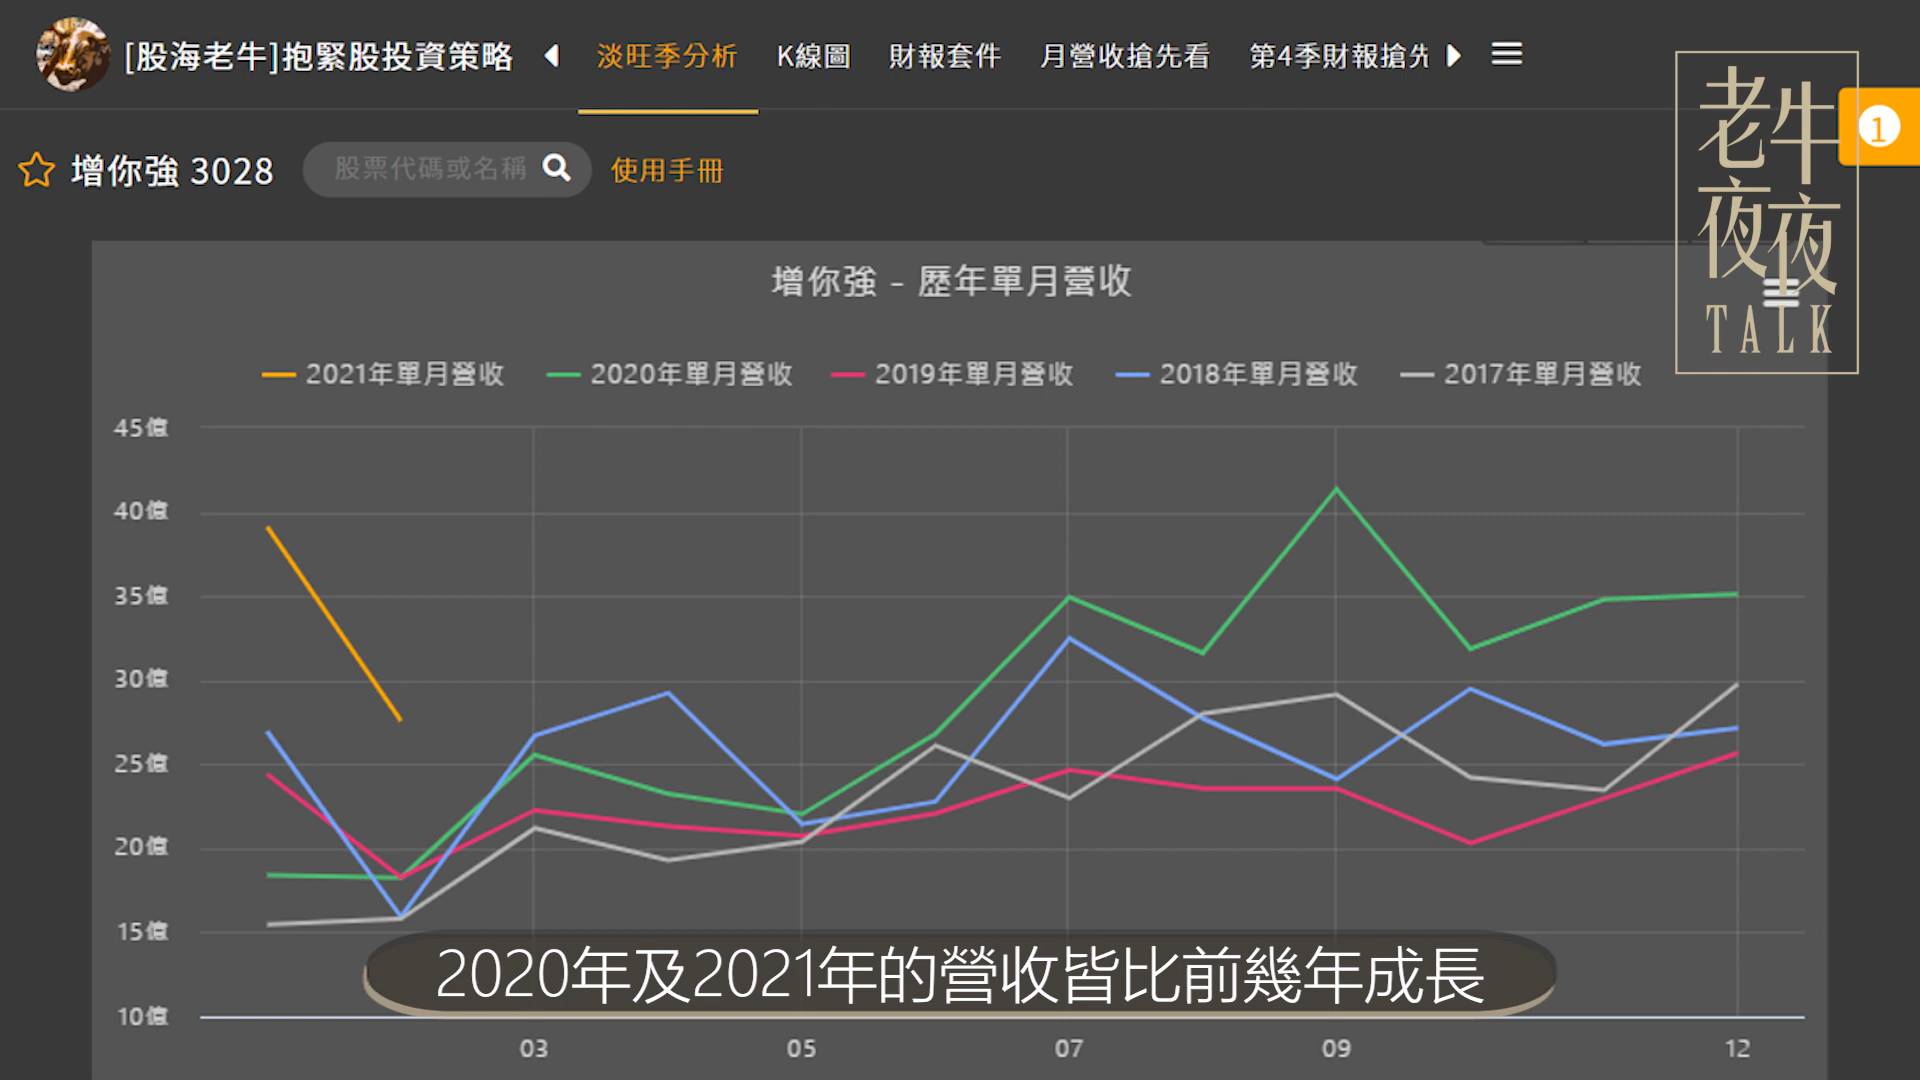 [股海老牛]抱緊股投資策略
淡旺季分析
K線圖
財報套件
月營收搶先看
第4季財報搶先
老牛
夜夜
TALK
1
增你強 3028
股票代碼或名稱
使用手冊
增你強 - 歷年單月營收
2021年單月營收
2020年單月營收
2019年單月營收
2018年單月營收
2017年單月營收
45億
40億
35億
30億
25億
20億
15億
10億
2020年及2021年的營收皆比前幾年成長
03
05
07
09
12